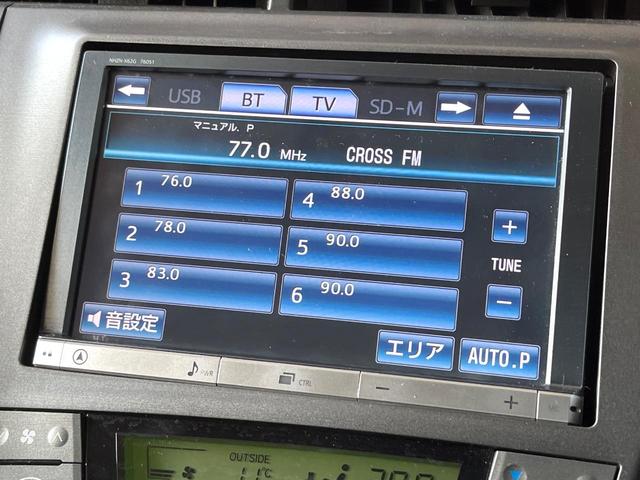 NHZN-X62G 76051
USB BT TV SD-M
マニュアル. P
77.0 MHz CROSS FM
1 76.0
4 88.0
2 78.0
5 90.0
3 83.0
6 90.0
+
TUNE
−
音設定
エリア
AUTO.P
PWR
CTRL
− +
OUTSIDE
11℃